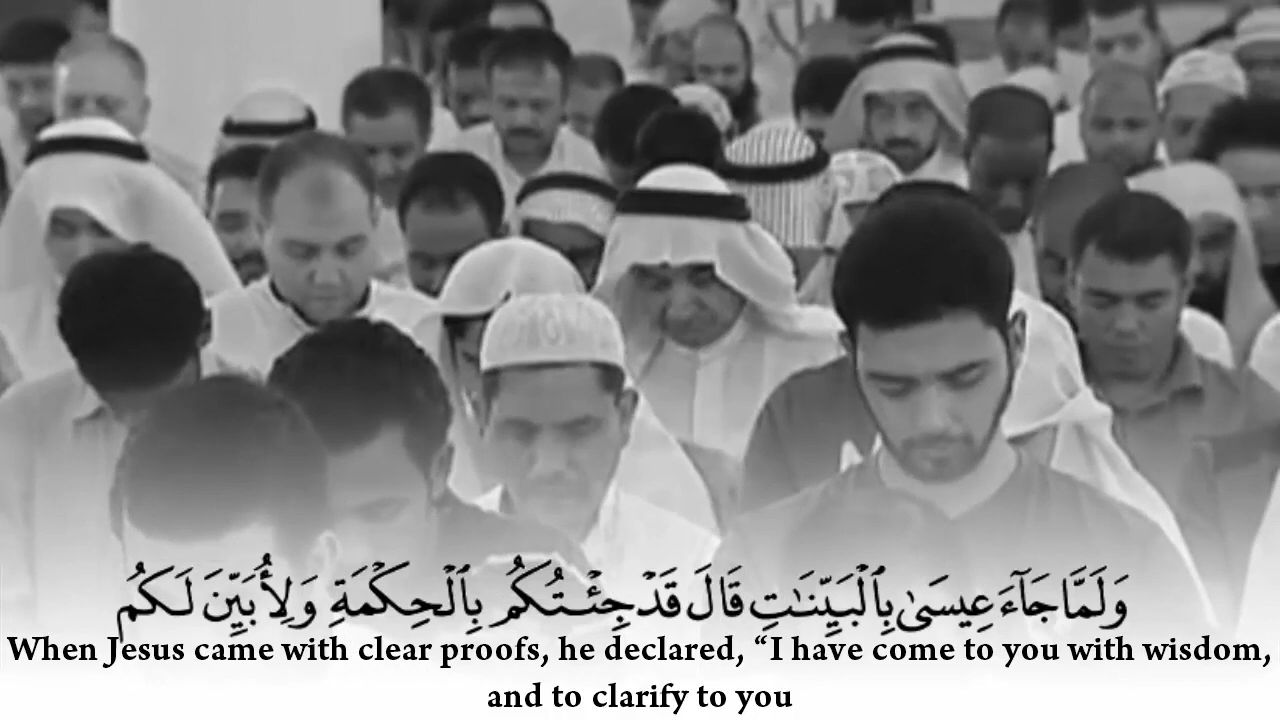 وَلَمَّا جَآءَ عِيسَىٰ بِٱلْبَيِّنَـٰتِ قَالَ قَدْ جِئْتُكُم بِٱلْحِكْمَةِ وَلِأُبَيِّنَ لَكُم
When Jesus came with clear proofs, he declared, “I have come to you with wisdom,
and to clarify to you